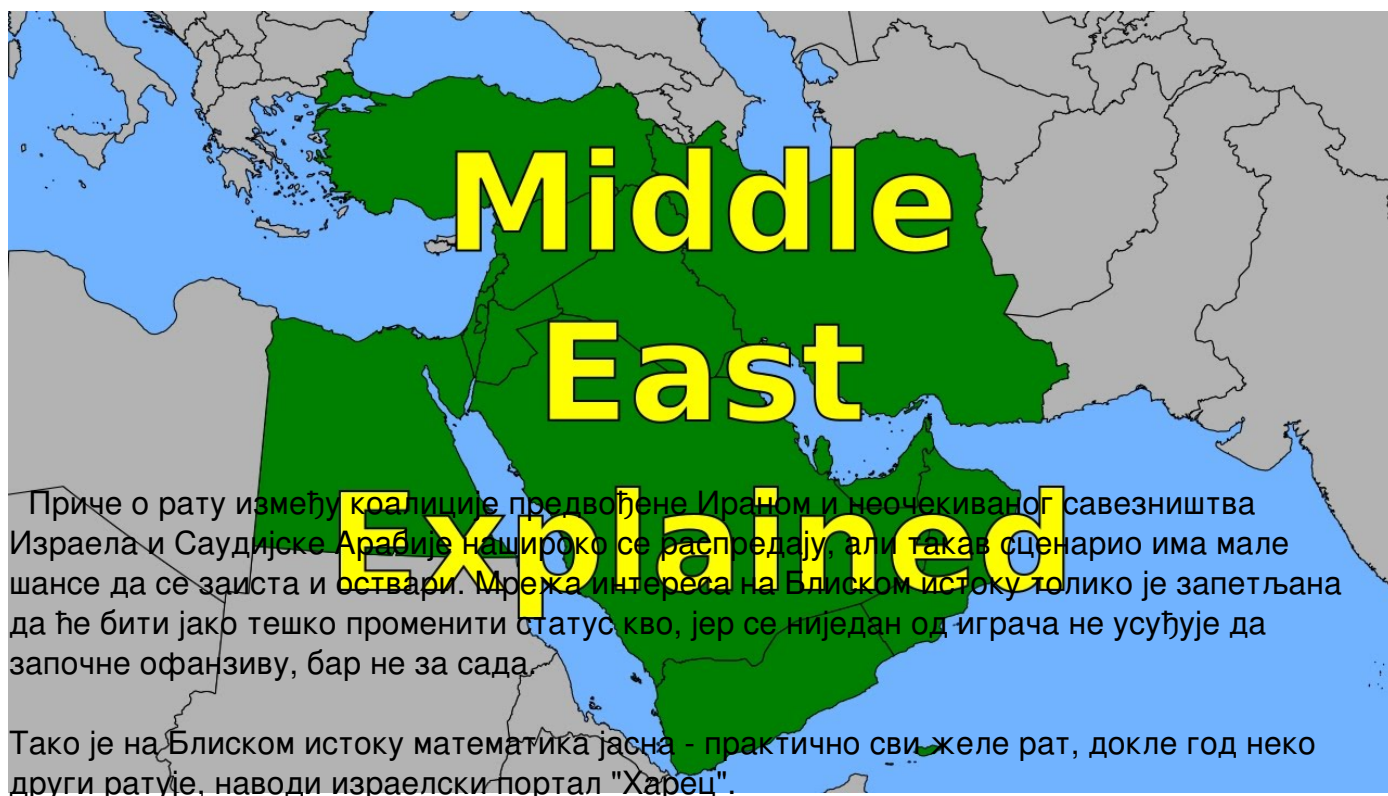 Middle
East
Explained
Приче о рату између коалиције предвођене Ираном и неочекиваног савезништва
Израела и Саудијске Арабије нашироко се распредају, али такав сценарио има мале
шансе да се заиста и оствари. Мрежа интереса на Блиском истоку толико је запетљана
да ће бити јако тешко променити статус кво, јер се ниједан од играча не усуђује да
започне офанзиву, бар не за сада.
Тако је на Блиском истоку математика јасна - практично сви желе рат, докле год неко
други ратује, наводи израелски портал "Харец".